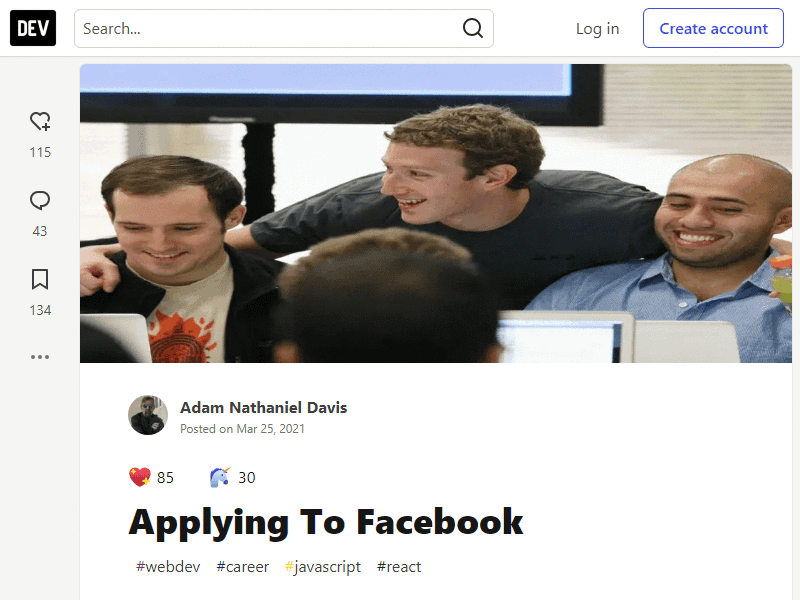 DEV
Search...
Log in
Create account
115
43
134
Adam Nathaniel Davis
Posted on Mar 25, 2021
85
30
Applying To Facebook
#webdev #career #javascript #react